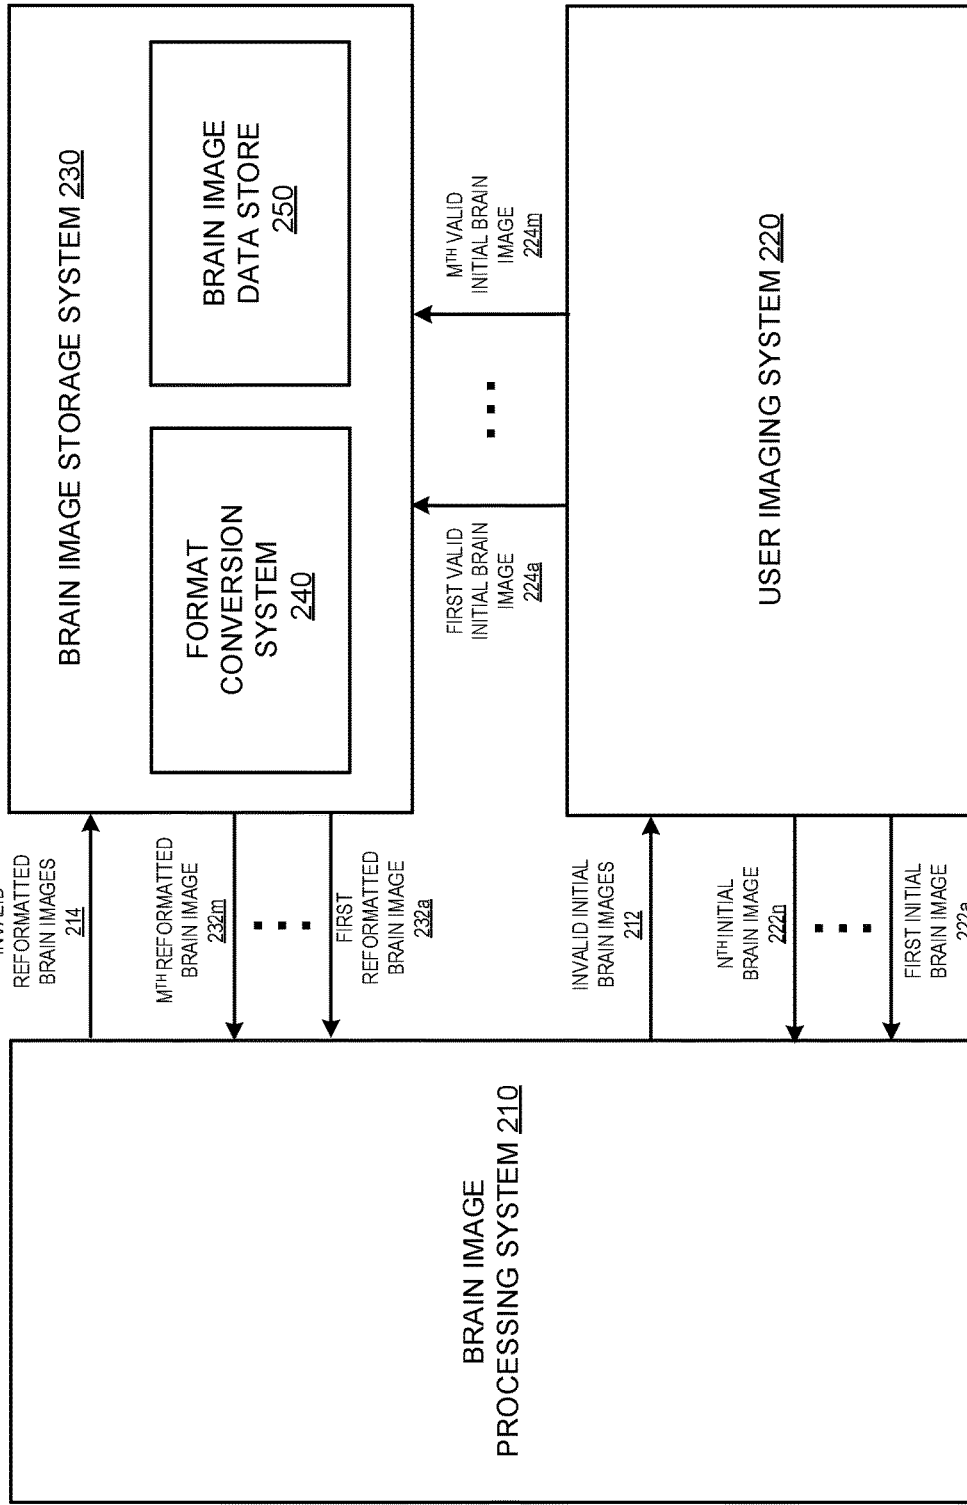 BRAIN IMAGE
PROCESSING SYSTEM 210
INVALID
REFORMATTED
BRAIN IMAGES
214
MTH REFORMATTED
BRAIN IMAGE
232m
FIRST
REFORMATTED
BRAIN IMAGE
232a
INVALID INITIAL
BRAIN IMAGES
212
NTH INITIAL
BRAIN IMAGE
222n
FIRST INITIAL
BRAIN IMAGE
222a
BRAIN IMAGE STORAGE SYSTEM 230
FORMAT
CONVERSION
SYSTEM
240
BRAIN IMAGE
DATA STORE
250
FIRST VALID
INITIAL BRAIN
IMAGE
224a
MTH VALID
INITIAL BRAIN
IMAGE
224m
USER IMAGING SYSTEM 220